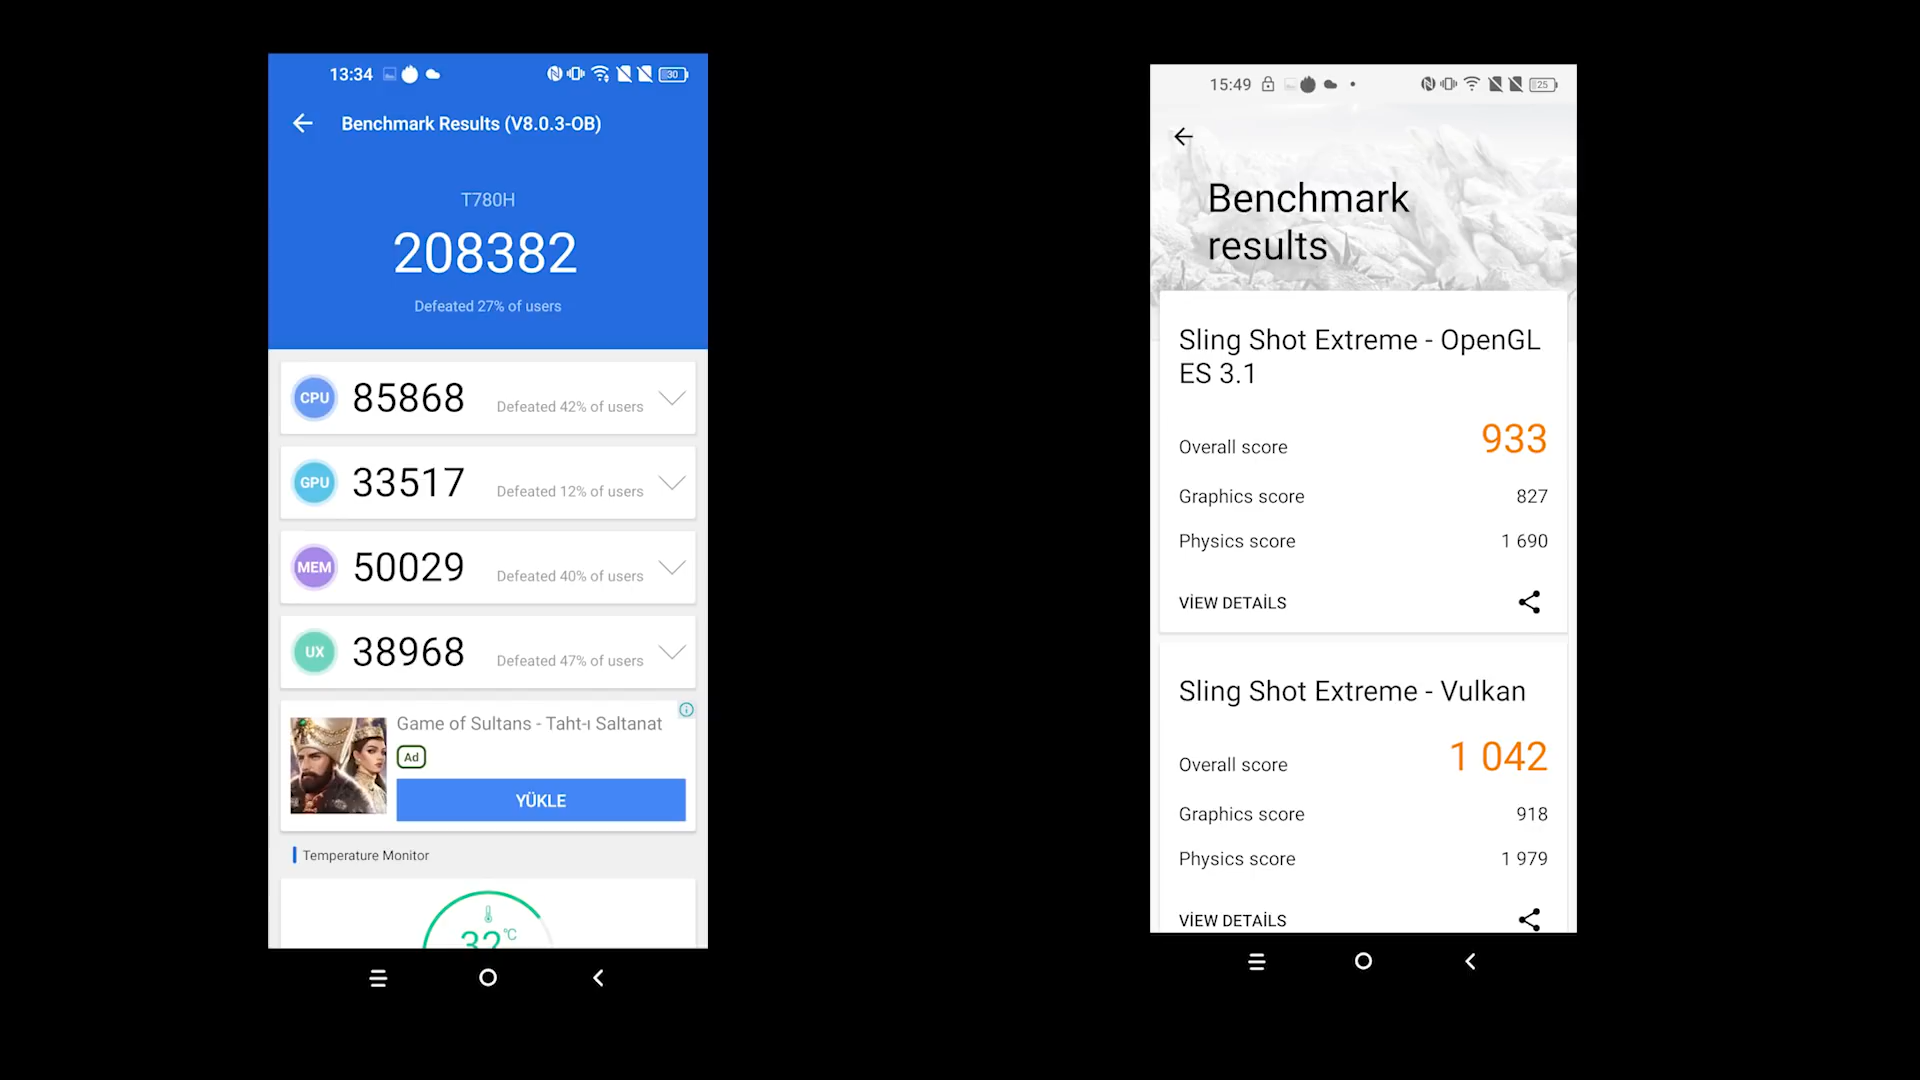 13:34
30
Benchmark Results (V8.0.3-OB)
T780H
208382
Defeated 27% of users
CPU 85868 Defeated 42% of users
GPU 33517 Defeated 12% of users
MEM 50029 Defeated 40% of users
UX 38968 Defeated 47% of users
Game of Sultans - Taht-ı Saltanat
Ad
YÜKLE
Temperature Monitor
32 °C
15:49
25
Benchmark
results
Sling Shot Extreme - OpenGL
ES 3.1
Overall score 933
Graphics score 827
Physics score 1 690
VİEW DETAİLS
Sling Shot Extreme - Vulkan
Overall score 1 042
Graphics score 918
Physics score 1 979
VİEW DETAİLS